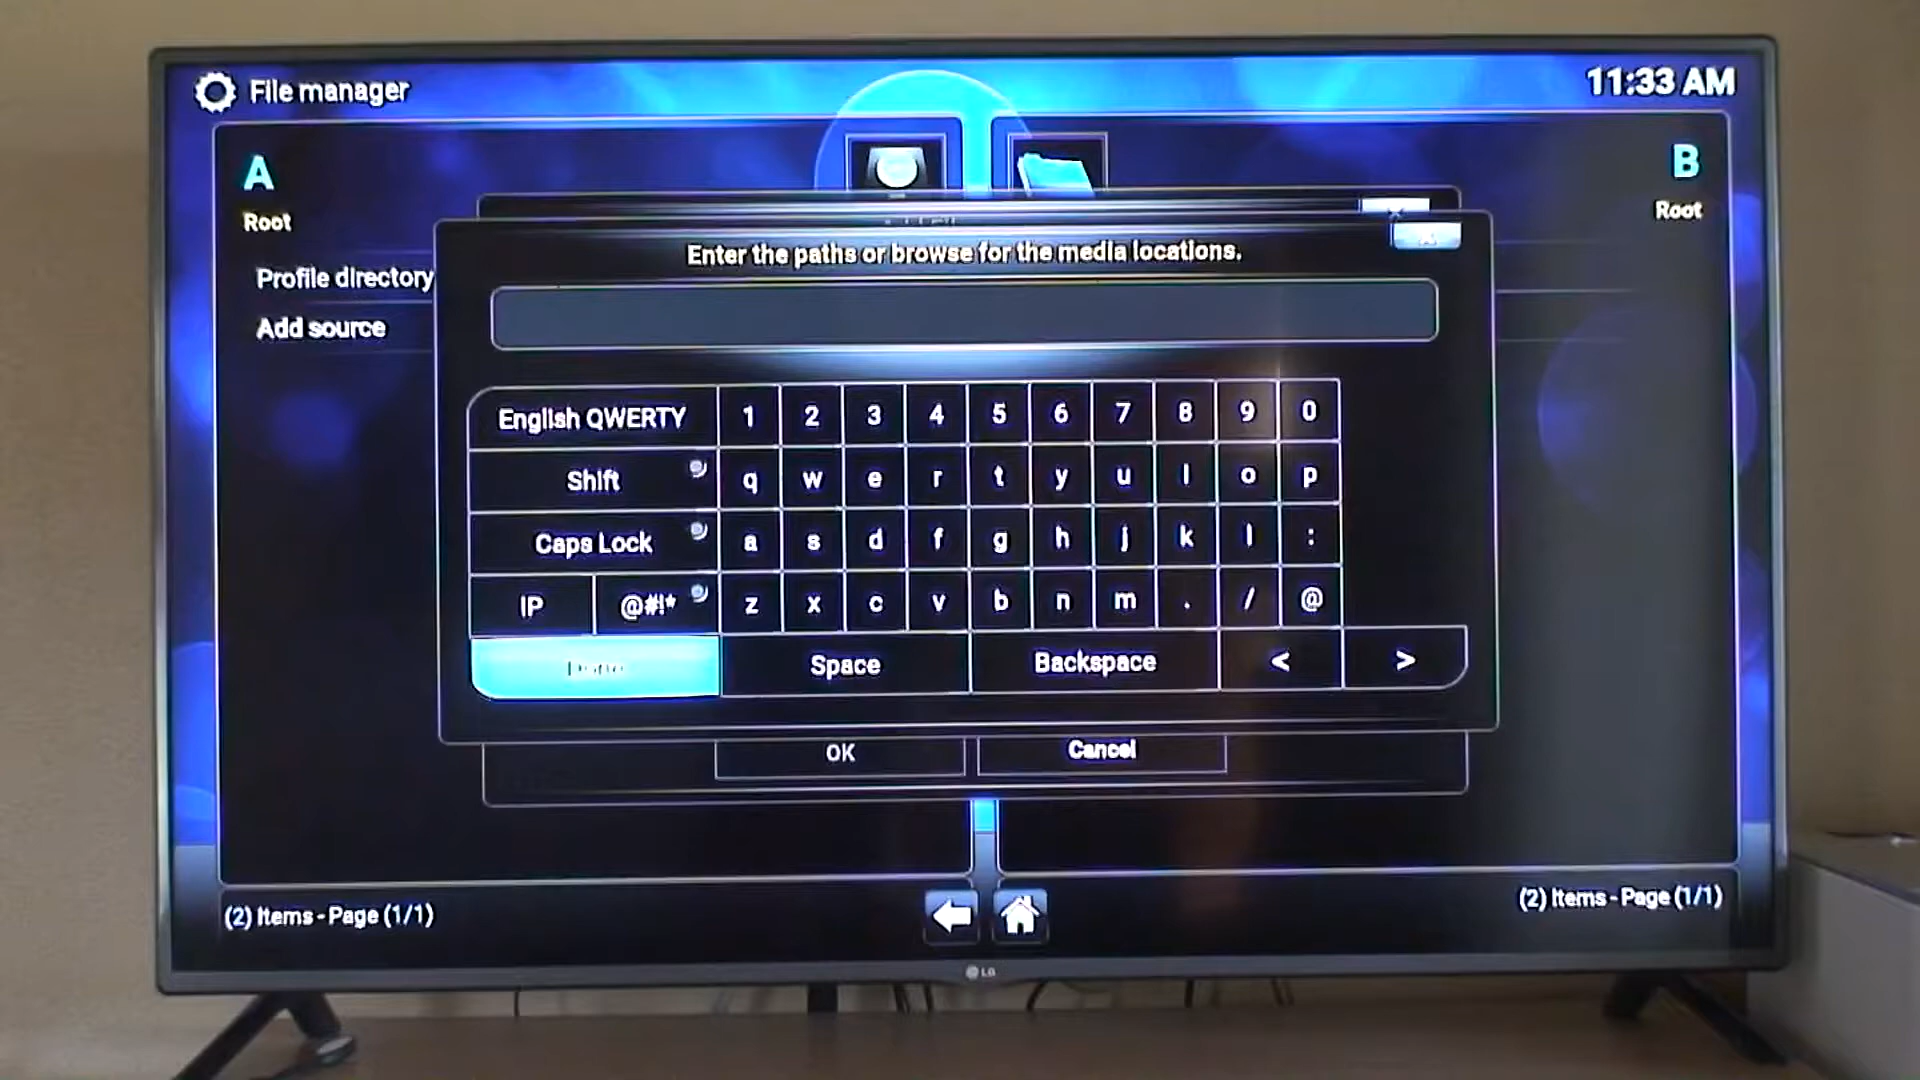 File manager
11:33 AM
A
B
Root
Root
Profile directory
Add source
Enter the paths or browse for the media locations.
English QWERTY 1 2 3 4 5 6 7 8 9 0
Shift q w e r t y u i o p
Caps Lock a s d f g h j k l :
IP @#!* z x c v b n m . / @
Done Space Backspace < >
OK Cancel
(2) Items - Page (1/1)
(2) Items - Page (1/1)
LG